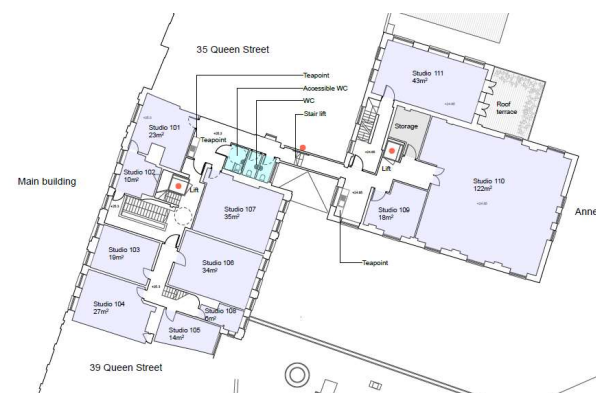 35 Queen Street
Teapoint
Accessible WC
WC
Stair lift
Studio 111
43m²
Roof
terrace
Storage
Studio 101
23m²
Teapoint
Studio 102
10m²
Main building
Lift
Lift
Studio 110
122m²
Studio 107
35m²
Studio 109
18m²
Anne
Studio 103
19m²
Studio 106
34m²
Teapoint
Studio 104
27m²
Studio 108
6m²
Studio 105
14m²
39 Queen Street